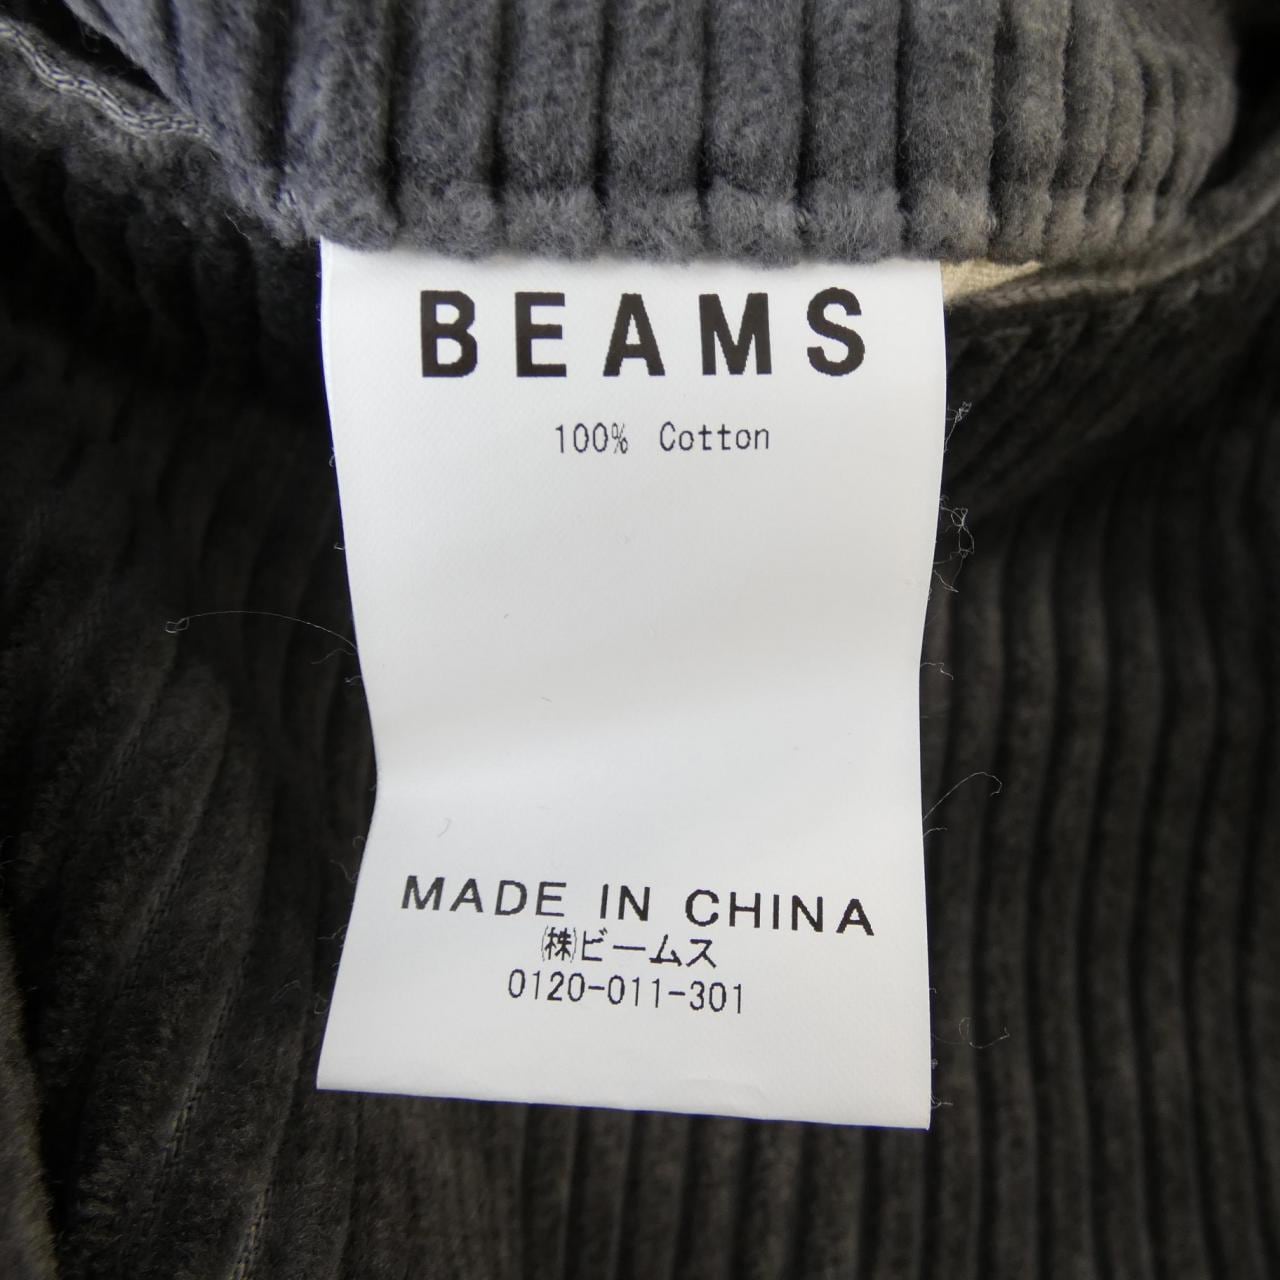 BEAMS
100% Cotton
MADE IN CHINA
㈱ビームス
0120-011-301